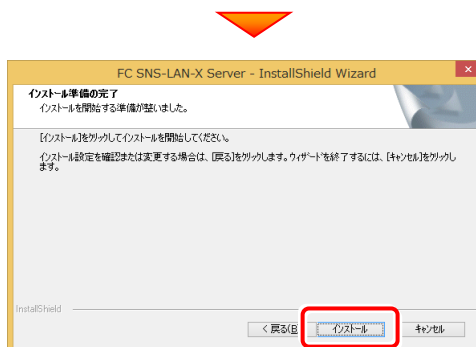 FC SNS-LAN-X Server - InstallShield Wizard
インストール準備の完了
インストールを開始する準備が整いました。
[インストール]をクリックしてインストールを開始してください。
インストール設定を確認または変更する場合は、[戻る]をクリックします。ウィザードを終了するには、[キャンセル]をクリックし
ます。
InstallShield
< 戻る(B インストール キャンセル